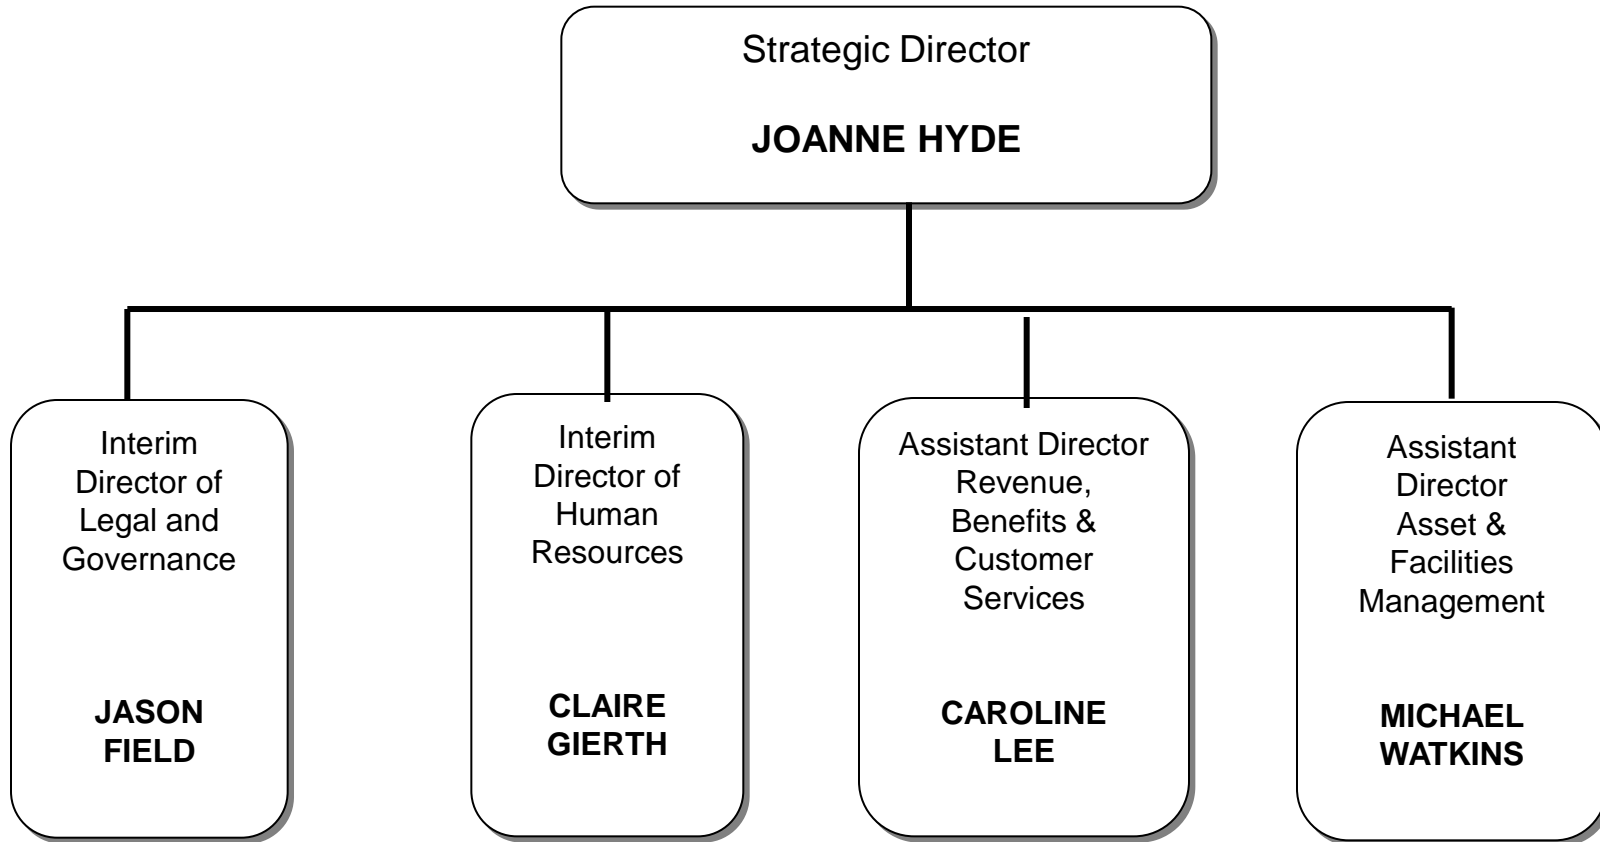 Strategic Director
JOANNE HYDE
Interim
Director of
Legal and
Governance
JASON
FIELD
Interim
Director of
Human
Resources
CLAIRE
GIERTH
Assistant Director
Revenue,
Benefits &
Customer
Services
CAROLINE
LEE
Assistant
Director
Asset &
Facilities
Management
MICHAEL
WATKINS